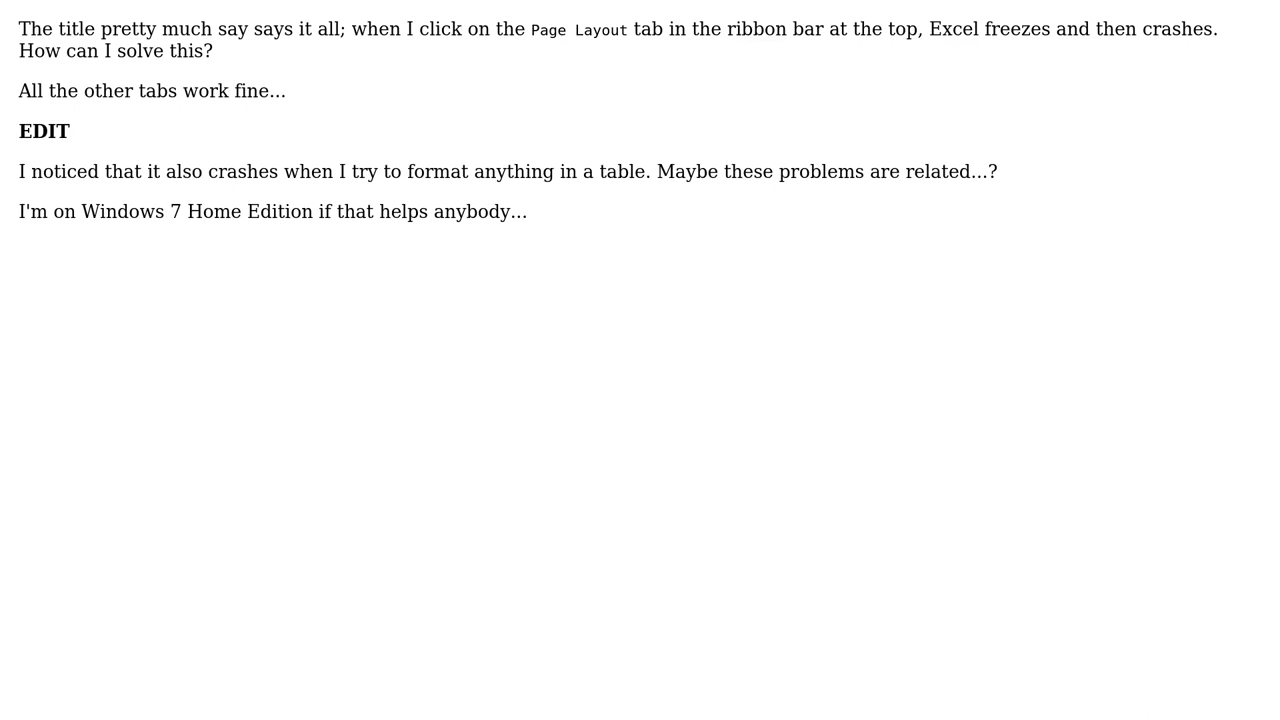 The title pretty much say says it all; when I click on the Page Layout tab in the ribbon bar at the top, Excel freezes and then crashes.
How can I solve this?
All the other tabs work fine...
EDIT
I noticed that it also crashes when I try to format anything in a table. Maybe these problems are related...?
I'm on Windows 7 Home Edition if that helps anybody...